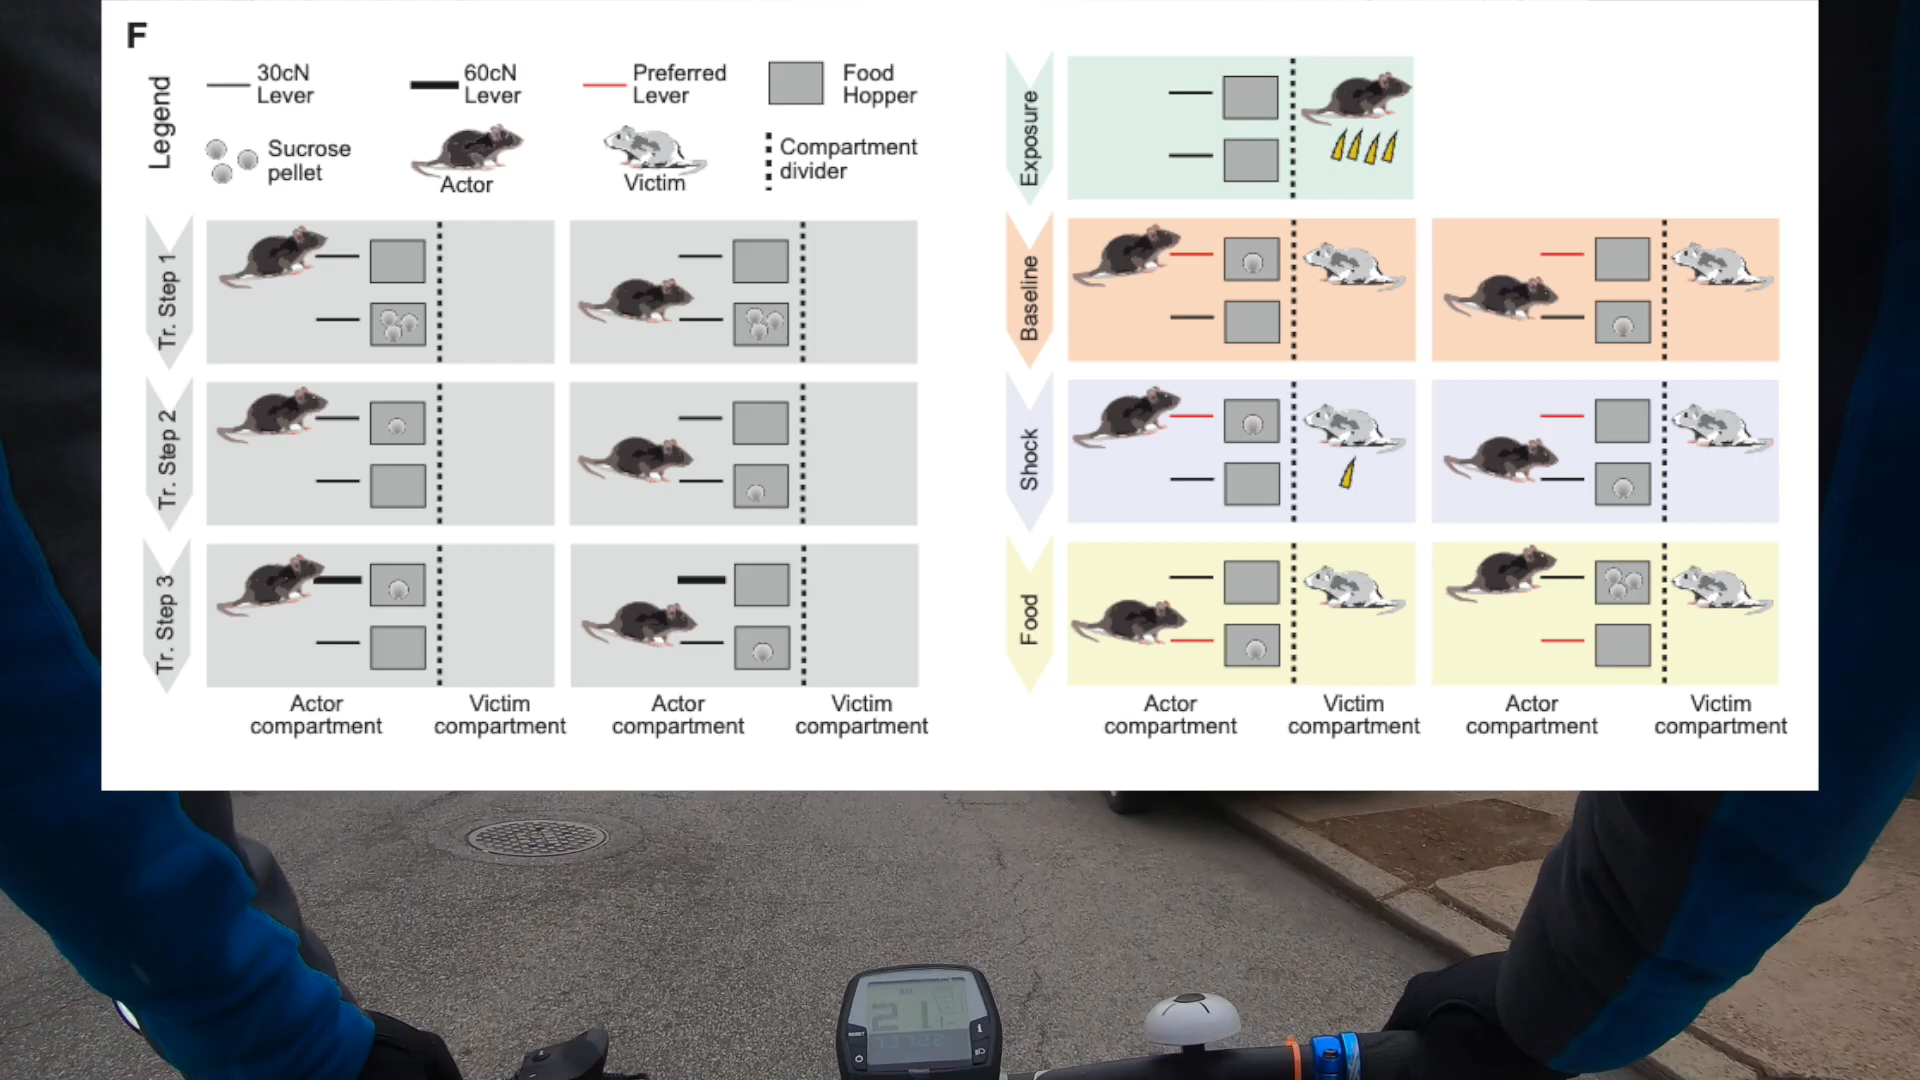 F
Legend
30cN
Lever
60cN
Lever
Preferred
Lever
Food
Hopper
Sucrose
pellet
Actor
Victim
Compartment
divider
Tr. Step 1
Tr. Step 2
Tr. Step 3
Actor
compartment
Victim
compartment
Actor
compartment
Victim
compartment
Exposure
Baseline
Shock
Food
Actor
compartment
Victim
compartment
Actor
compartment
Victim
compartment
RESET
21
i